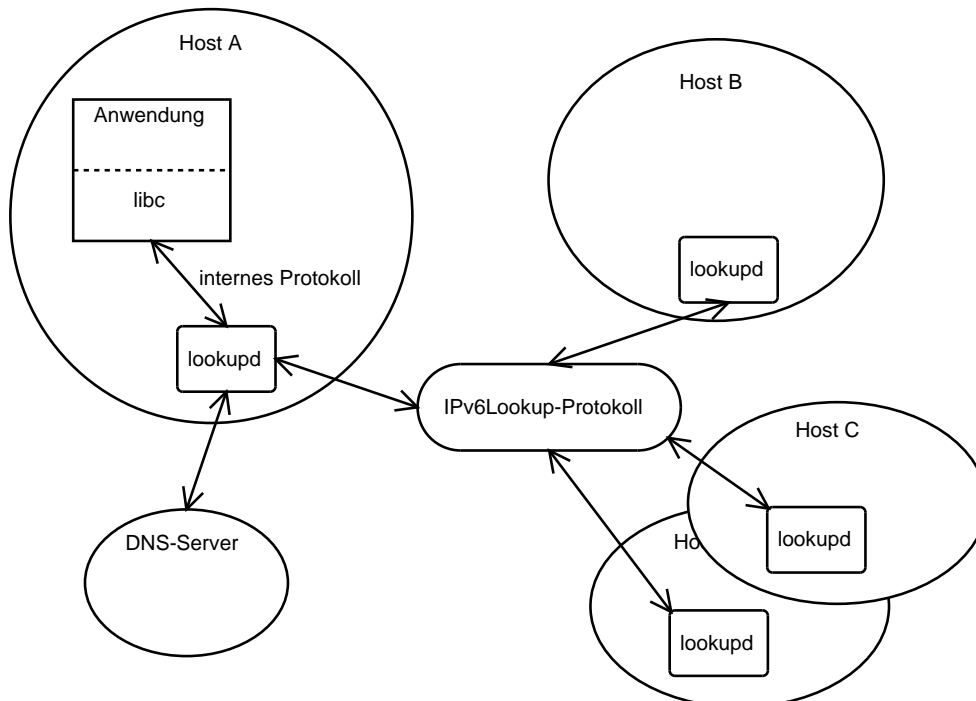 Host A
Anwendung
libc
internes Protokoll
lookupd
DNS-Server
Host B
lookupd
IPv6Lookup-Protokoll
Host C
lookupd
lookupd